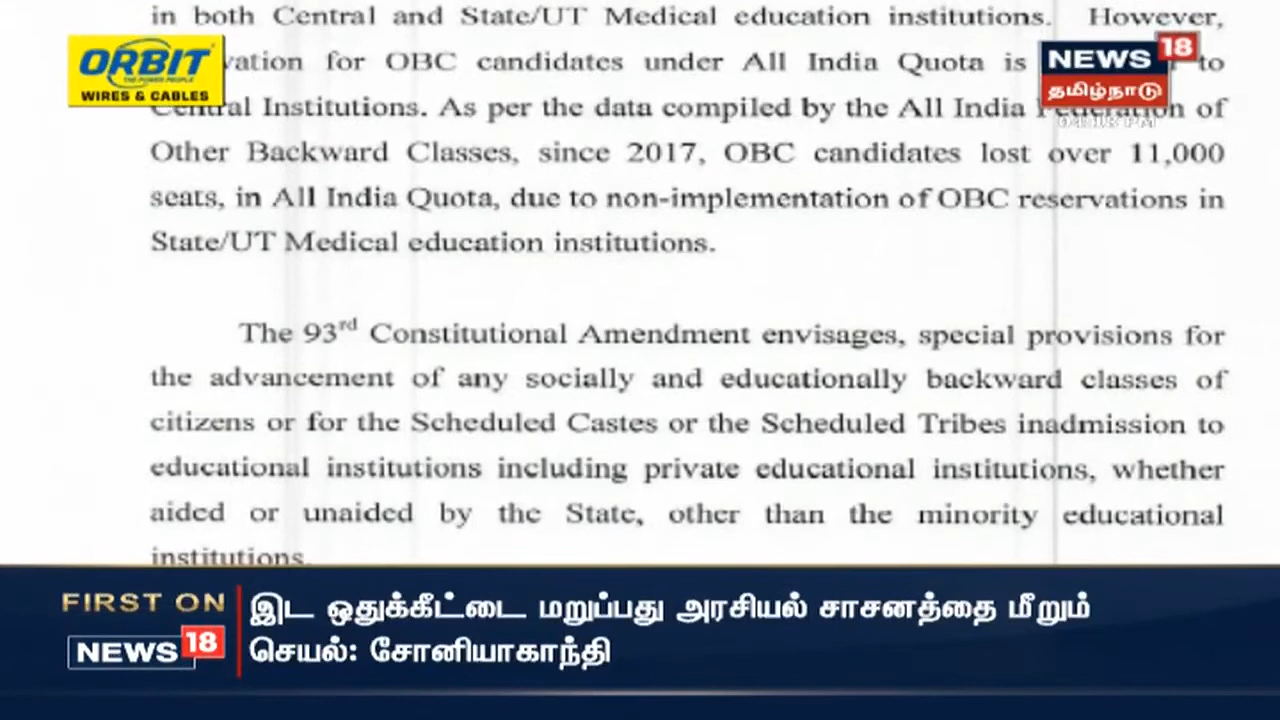 in both Central and State/UT Medical education institutions. However,
ORBIT
THE POWER PEOPLE
WIRES & CABLES
NEWS 18
தமிழ்நாடு
for OBC candidates under All India Quota is to
Central Institutions. As per the data compiled by the All India Federation of
Other Backward Classes, since 2017, OBC candidates lost over 11,000
seats, in All India Quota, due to non-implementation of OBC reservations in
State/UT Medical education institutions.
The 93rd Constitutional Amendment envisages, special provisions for
the advancement of any socially and educationally backward classes of
citizens or for the Scheduled Castes or the Scheduled Tribes inadmission to
educational institutions including private educational institutions, whether
aided or unaided by the State, other than the minority educational
institutions.
FIRST ON
NEWS 18
இட ஒதுக்கீட்டை மறுப்பது அரசியல் சாசனத்தை மீறும்
செயல்: சோனியாகாந்தி